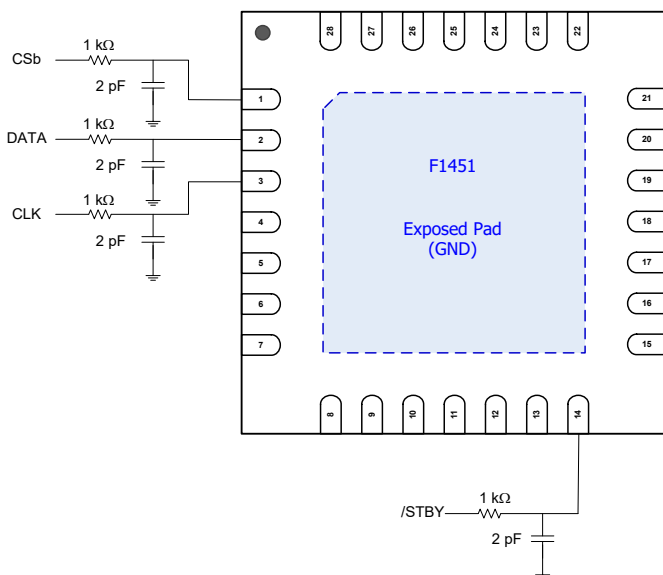 28 27 26 25 24 23 22
1 kΩ
CSb
2 pF
1
21
1 kΩ
DATA
2
20
2 pF
F1451
1 kΩ
3
19
CLK
2 pF
4
18
Exposed Pad
(GND)
5
17
6
16
7
15
8 9 10 11 12 13 14
1 kΩ
/STBY
2 pF